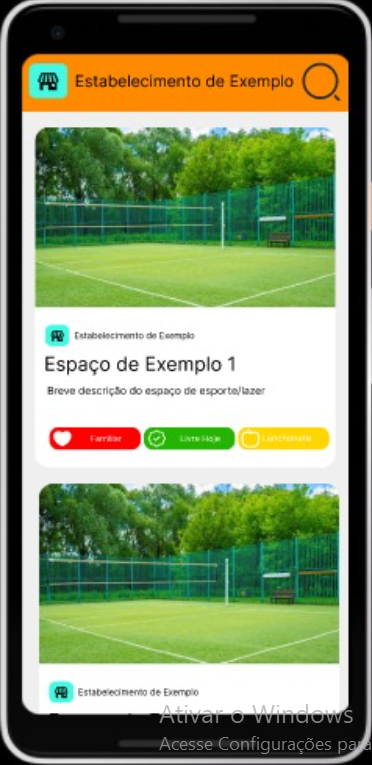 Estabelecimento de Exemplo
Estabelecimento de Exemplo
Espaço de Exemplo 1
Breve descrição do espaço de esporte/lazer
Familiar
Livre Hoje
Lanchonete
Estabelecimento de Exemplo
Ativar o Windows
Acesse Configurações para